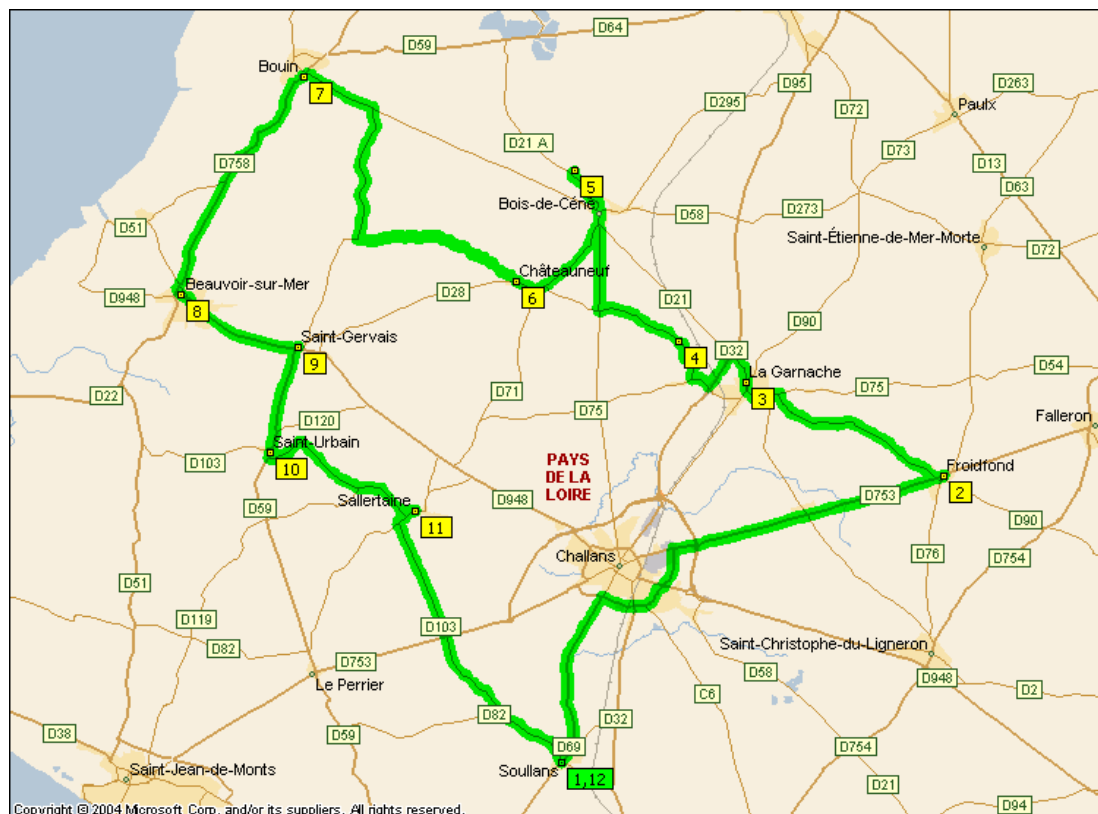 D59
D64
Bouin
7
D95
D263
D295
D72
Paulx
D21 A
D73
D758
D13
5
D63
Bois-de-Céné
D58
D273
D51
Saint-Étienne-de-Mer-Morte
D72
Châteauneuf
Beauvoir-sur-Mer
D948
D28
6
D21
8
D90
Saint-Gervais
D32
4
9
La Garnache
D54
D22
D71
D75
3
D75
D120
Falleron
Saint-Urbain
D103
PAYS
DE LA
LOIRE
Froidfond
10
2
Sallertaine
D948
D753
D59
11
D90
Challans
D76
D754
D51
D119
D103
D82
Saint-Christophe-du-Ligneron
D753
D58
Le Perrier
D948
D2
C6
D82
D32
D38
D59
D69
D754
Saint-Jean-de-Monts
Soullans
1,12
D21
D94
Copyright © 2004 Microsoft Corp. and/or its suppliers. All rights reserved.